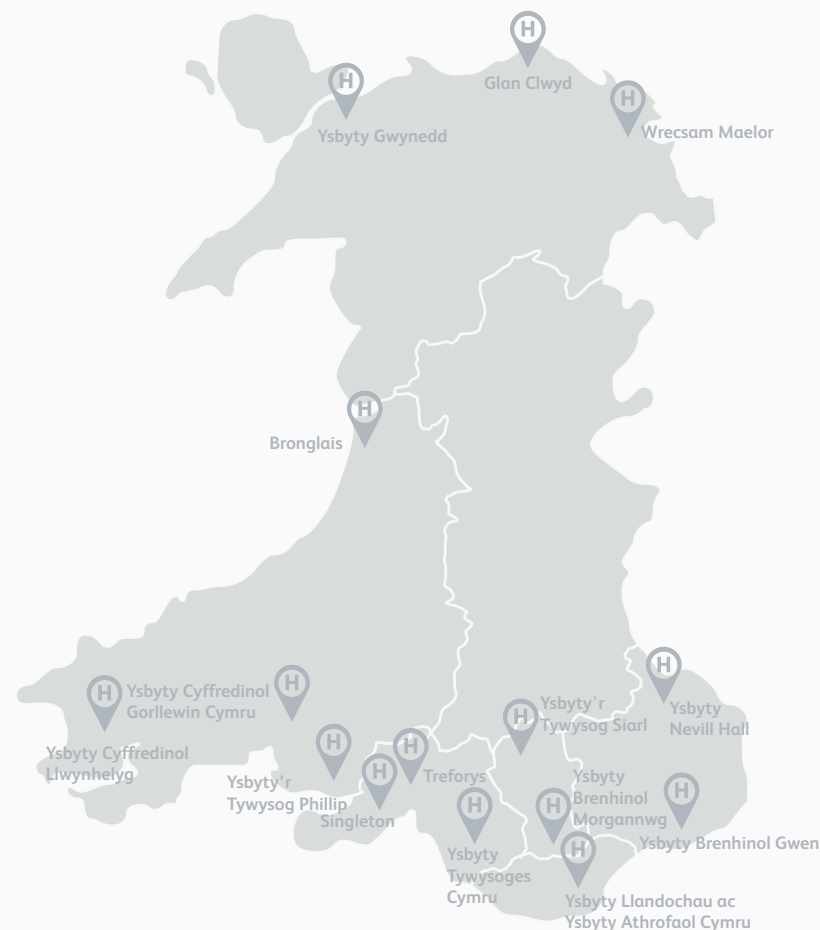 H
Glan Clwyd
H
Ysbyty Gwynedd
H
Wrecsam Maelor
H
Bronglais
H
Ysbyty Cyffredinol
Gorllewin Cymru
H
Ysbyty Cyffredinol
Llwynhelyg
H
Ysbyty'r
Tywysog Phillip
H
Singleton
H
Treforys
H
Ysbyty'r
Tywysog Siarl
H
Ysbyty
Nevill Hall
H
Ysbyty
Tywysoges
Cymru
H
Ysbyty
Brenhinol
Morgannwg
H
Ysbyty Brenhinol Gwen
H
Ysbyty Llandochau ac
Ysbyty Athrofaol Cymru